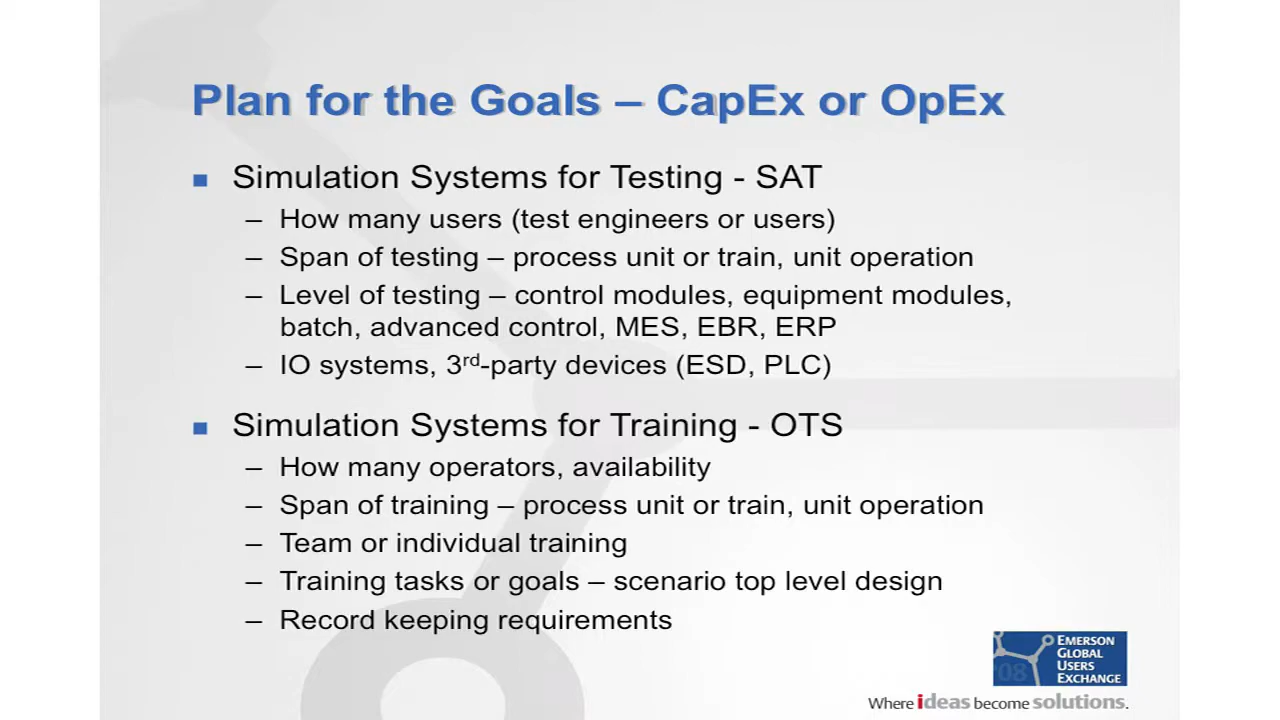 Plan for the Goals – CapEx or OpEx
Simulation Systems for Testing - SAT
– How many users (test engineers or users)
– Span of testing – process unit or train, unit operation
– Level of testing – control modules, equipment modules,
batch, advanced control, MES, EBR, ERP
– IO systems, 3rd-party devices (ESD, PLC)
Simulation Systems for Training - OTS
– How many operators, availability
– Span of training – process unit or train, unit operation
– Team or individual training
– Training tasks or goals – scenario top level design
– Record keeping requirements
EMERSON
GLOBAL
USERS
EXCHANGE
'08
Where ideas become solutions.